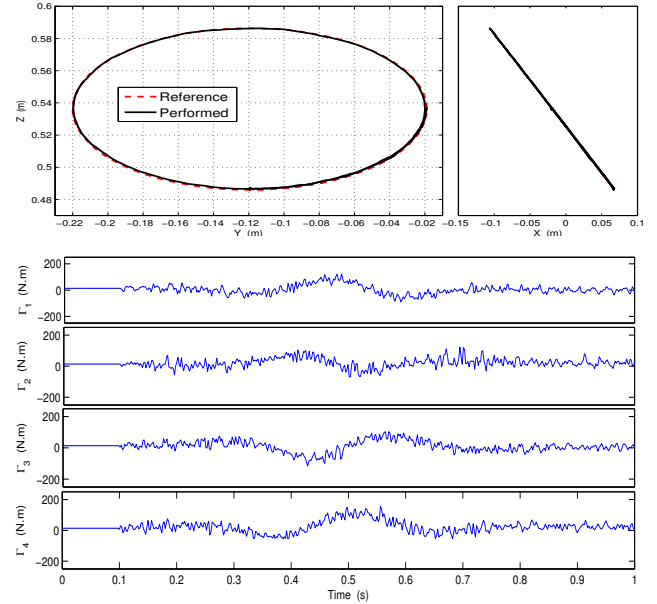 0.6
0.58
0.56
0.54
0.52
0.5
0.48
Z (m)
Reference
Performed
−0.22 −0.2 −0.18 −0.16 −0.14 −0.12 −0.1 −0.08 −0.06 −0.04 −0.02
Y (m)
−0.15 −0.1 −0.05 0 0.05 0.1
X (m)
200
0
−200
Γ1 (N.m)
200
0
−200
Γ2 (N.m)
200
0
−200
Γ3 (N.m)
200
0
−200
Γ4 (N.m)
0 0.1 0.2 0.3 0.4 0.5 0.6 0.7 0.8 0.9 1
Time (s)